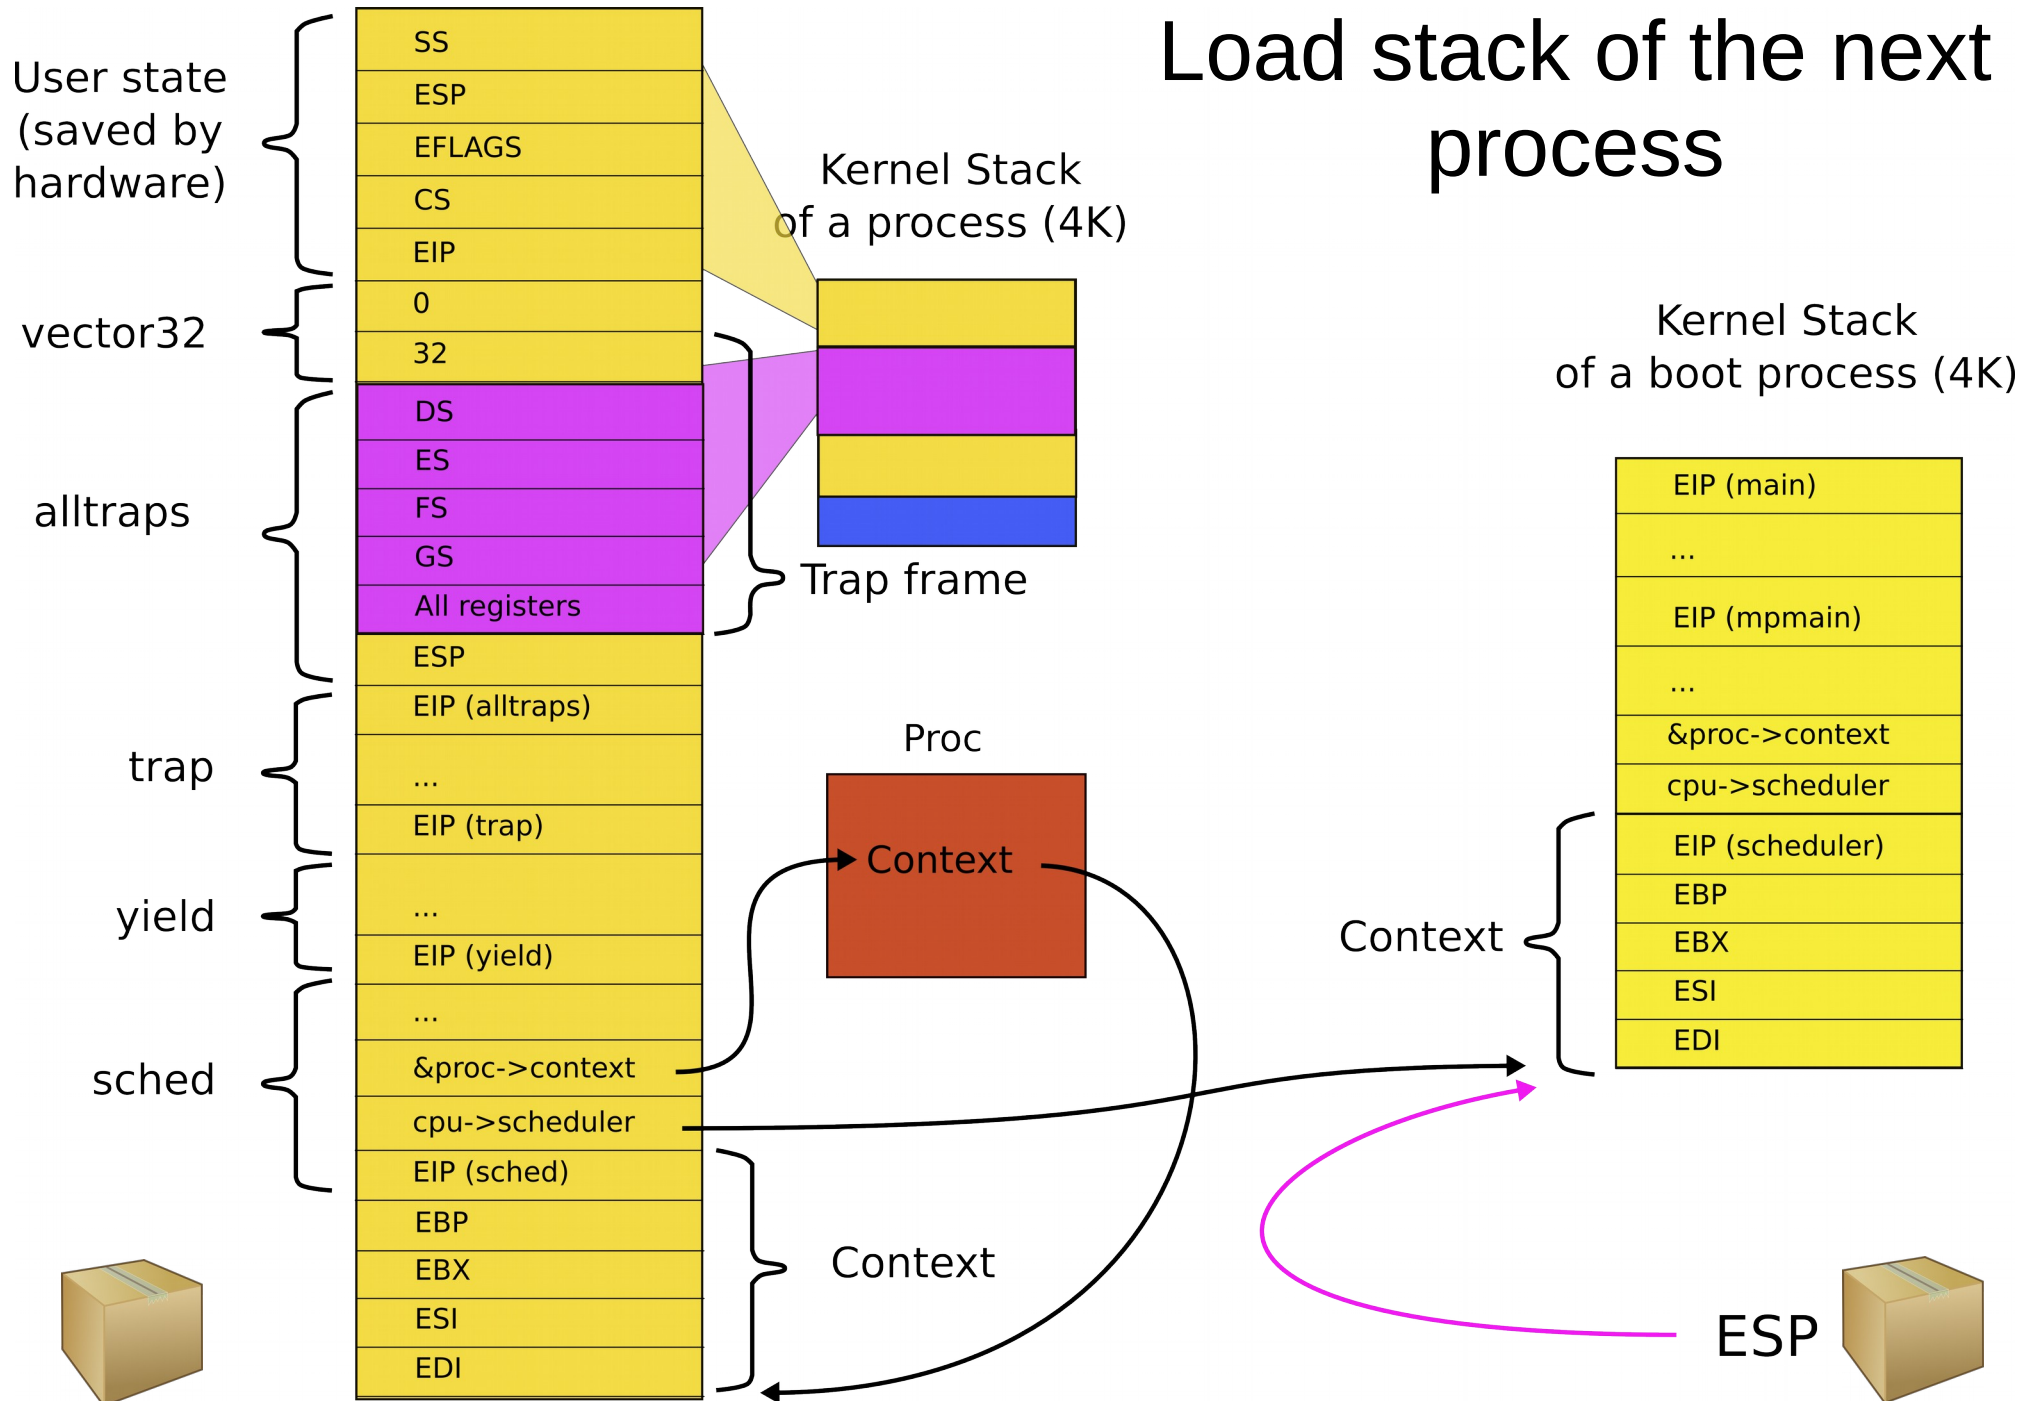 Load stack of the next
process
User state
(saved by
hardware)
vector32
alltraps
trap
yield
sched
SS
ESP
EFLAGS
CS
EIP
0
32
DS
ES
FS
GS
All registers
ESP
EIP (alltraps)
...
EIP (trap)
...
EIP (yield)
...
&proc->context
cpu->scheduler
EIP (sched)
EBP
EBX
ESI
EDI
Kernel Stack
of a process (4K)
Trap frame
Proc
Context
Context
Kernel Stack
of a boot process (4K)
EIP (main)
...
EIP (mpmain)
...
&proc->context
cpu->scheduler
EIP (scheduler)
EBP
EBX
ESI
EDI
Context
ESP